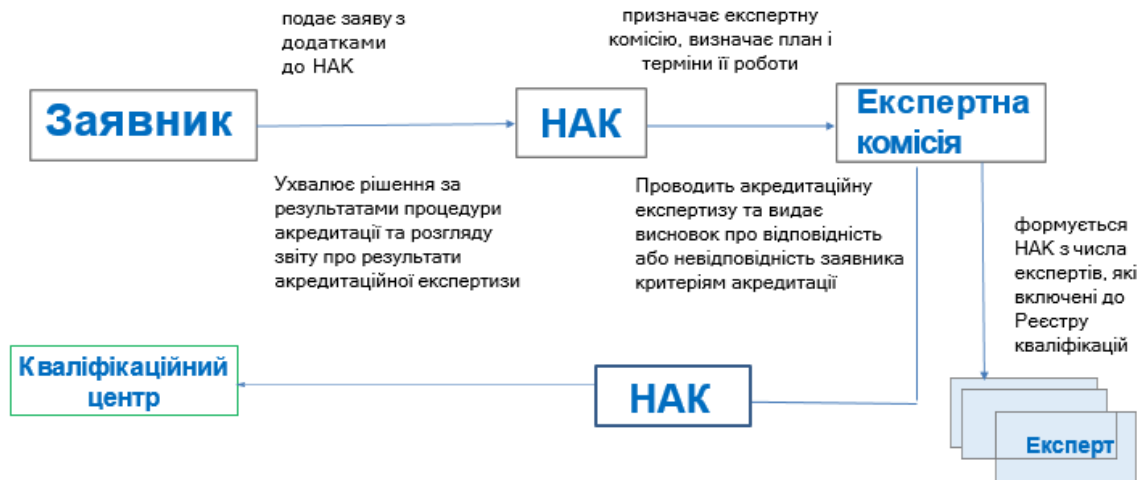 подає заяву з
додатками
до НАК
призначає експертну
комісію, визначає план і
терміни її роботи
Заявник
НАК
Експертна
комісія
Ухвалює рішення за
результатами процедури
акредитації та розгляду
звіту про результати
акредитаційної експертизи
Проводить акредитаційну
експертизу та видає
висновок про відповідність
або невідповідність заявника
критеріям акредитації
формується
НАК з числа
експертів, які
включені до
Реєстру
кваліфікацій
Кваліфікаційний
центр
НАК
Експерт